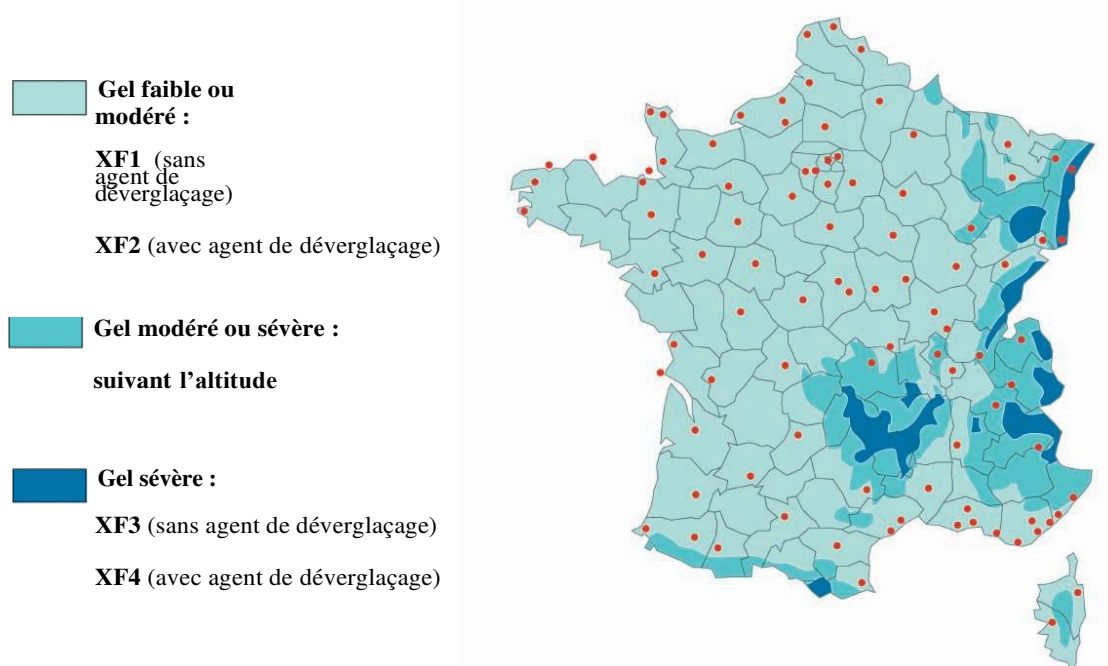 Gel faible ou
modéré :
XF1 (sans
agent de
déverglaçage)
XF2 (avec agent de déverglaçage)
Gel modéré ou sévère :
suivant l'altitude
Gel sévère :
XF3 (sans agent de déverglaçage)
XF4 (avec agent de déverglaçage)